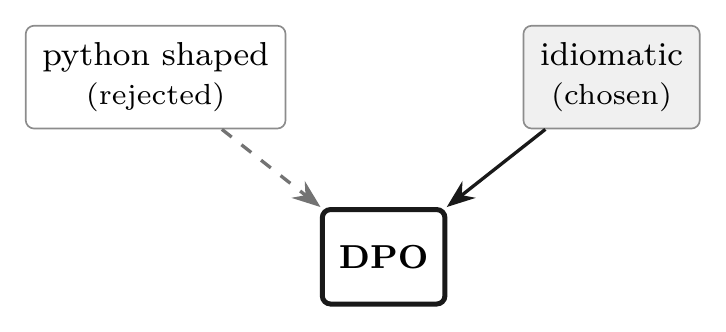 python shaped
(rejected)
idiomatic
(chosen)
DPO